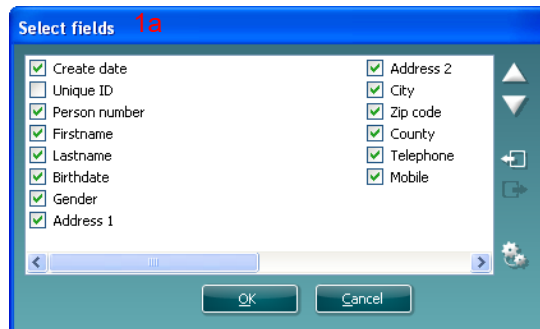 Select fields 1a
Create date
Unique ID
Person number
Firstname
Lastname
Birthdate
Gender
Address 1
Address 2
City
Zip code
County
Telephone
Mobile
OK Cancel